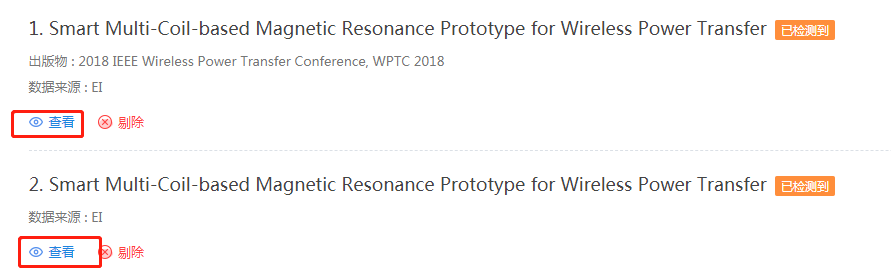 1. Smart Multi-Coil-based Magnetic Resonance Prototype for Wireless Power Transfer 已检测到
出版物 : 2018 IEEE Wireless Power Transfer Conference, WPTC 2018
数据来源 : EI
查看 剔除
2. Smart Multi-Coil-based Magnetic Resonance Prototype for Wireless Power Transfer 已检测到
数据来源 : EI
查看 剔除